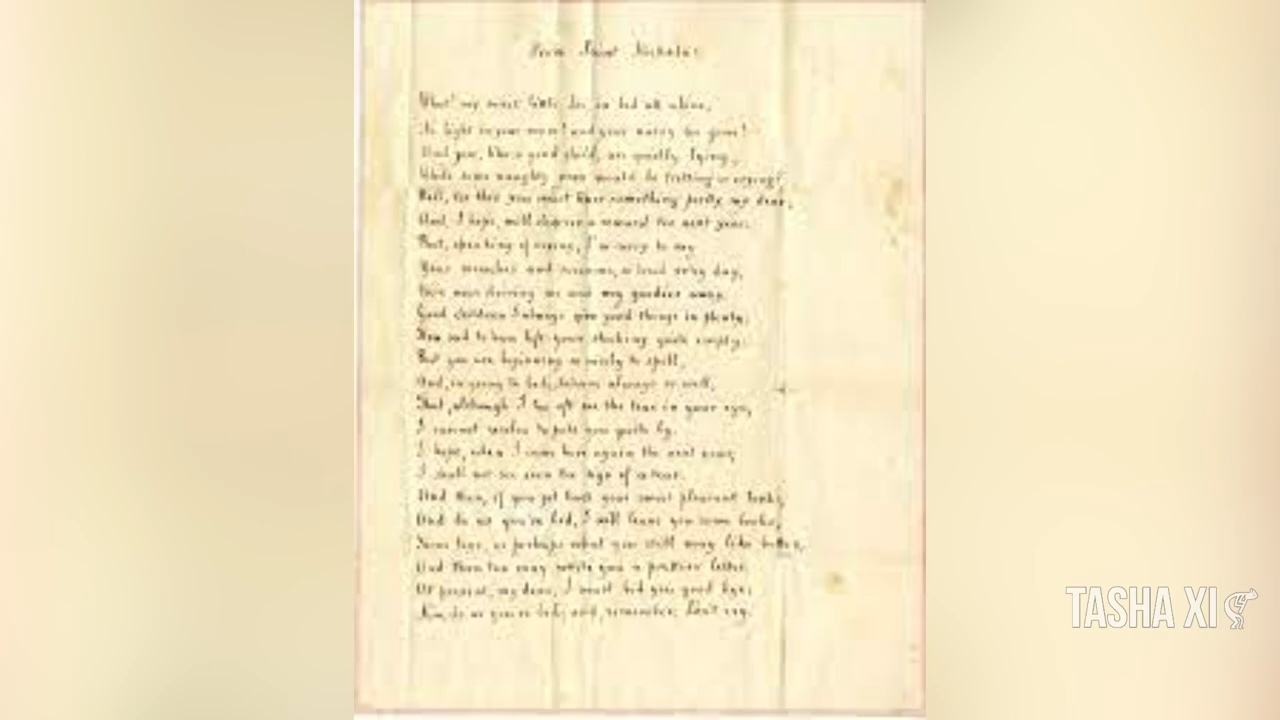 From Saint Nicholas
What! my sweet little in bed all alone;
No light in your room! and your nursy too gone!
And you, like a good child, are quietly lying,
While some naughty ones would be fretting or crying?
Well, for this you must have something pretty, my dear;
And, I hope, will deserve a reward too next year.
But, speaking of crying, I'm sorry to say
Your screeches and screams, so loud ev'ry day,
Were near driving me and my goodies away.
Good children I always give good things in plenty;
How sad to have left your stocking quite empty:
But you are beginning so nicely to spell,
And, in going to bed, behave always so well,
That, although I too oft see the tear in your eye,
I cannot resolve to pass you quite by.
I hope, when I come here again the next year,
I shall not see even the sign of a tear.
And then, if you get back your sweet pleasant looks,
And do as you're bid, I will leave you some books,
Some toys, or perhaps what you still may like better,
And then too may write you a prettier letter.
At present, my dear, I must bid you good bye;
Now, do as you're bid; and, remember, don't cry.
TASHA XI